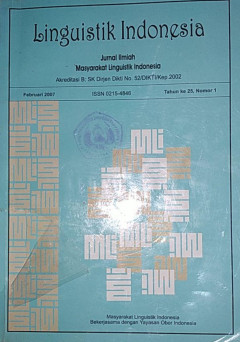 Linguistik Indonesia
Jurnal Ilmiah
Masyarakat Linguistik Indonesia
Akreditasi B: SK Dirjen Dikti No. 52/DIKTI/Kep 2002
Februari 2007 ISSN 0215-4846 Tahun ke 25, Nomor 1
Masyarakat Linguistik Indonesia
Bekerjasama dengan Yayasan Obor Indonesia